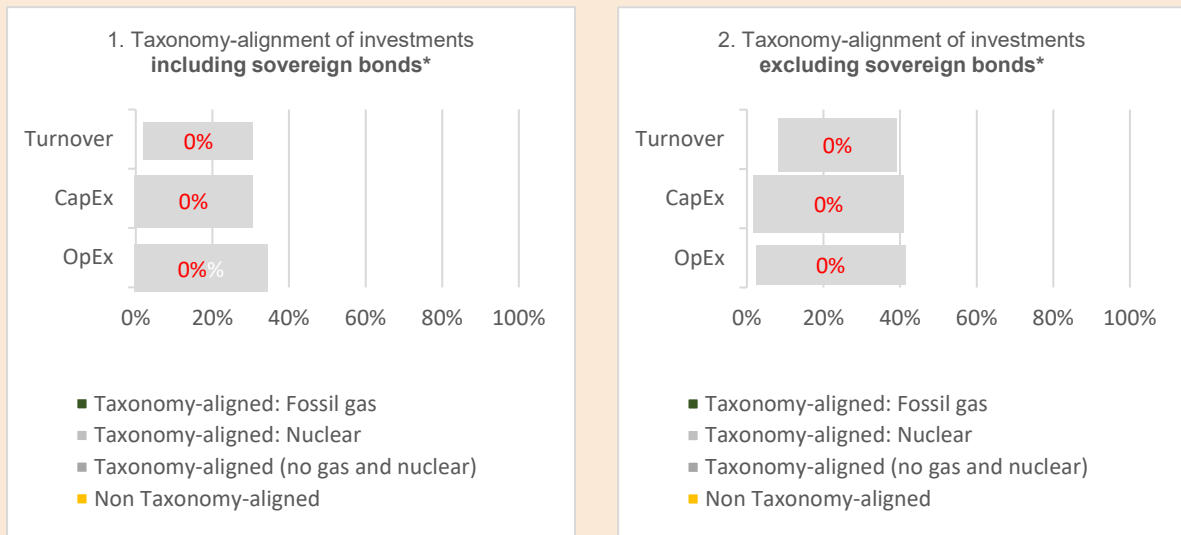 1. Taxonomy-alignment of investments
including sovereign bonds*
Turnover
0%
CapEx
0%
OpEx
0%%
0% 20% 40% 60% 80% 100%
Taxonomy-aligned: Fossil gas
Taxonomy-aligned: Nuclear
Taxonomy-aligned (no gas and nuclear)
Non Taxonomy-aligned
2. Taxonomy-alignment of investments
excluding sovereign bonds*
Turnover
0%
CapEx
0%
OpEx
0%
0% 20% 40% 60% 80% 100%
Taxonomy-aligned: Fossil gas
Taxonomy-aligned: Nuclear
Taxonomy-aligned (no gas and nuclear)
Non Taxonomy-aligned